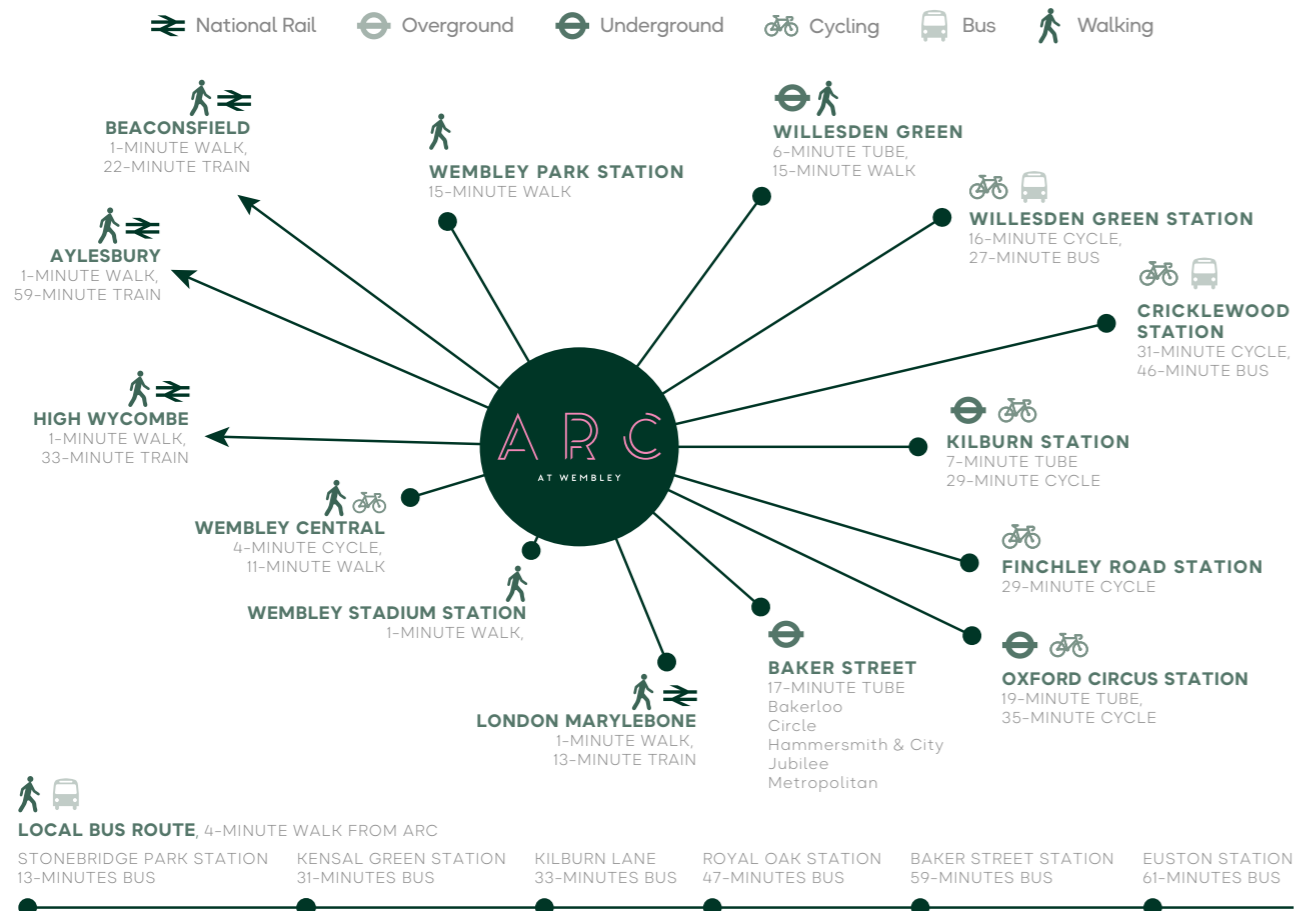 National Rail
Overground
Underground
Cycling
Bus
Walking
BEACONSFIELD
1-MINUTE WALK,
22-MINUTE TRAIN
WEMBLEY PARK STATION
15-MINUTE WALK
WILLESDEN GREEN
6-MINUTE TUBE,
15-MINUTE WALK
WILLESDEN GREEN STATION
16-MINUTE CYCLE,
27-MINUTE BUS
AYLESBURY
1-MINUTE WALK,
59-MINUTE TRAIN
CRICKLEWOOD
STATION
31-MINUTE CYCLE,
46-MINUTE BUS
HIGH WYCOMBE
1-MINUTE WALK,
33-MINUTE TRAIN
ARC
AT WEMBLEY
KILBURN STATION
7-MINUTE TUBE
29-MINUTE CYCLE
WEMBLEY CENTRAL
4-MINUTE CYCLE,
11-MINUTE WALK
FINCHLEY ROAD STATION
29-MINUTE CYCLE
WEMBLEY STADIUM STATION
1-MINUTE WALK,
BAKER STREET
17-MINUTE TUBE
Bakerloo
Circle
Hammersmith & City
Jubilee
Metropolitan
OXFORD CIRCUS STATION
19-MINUTE TUBE,
35-MINUTE CYCLE
LONDON MARYLEBONE
1-MINUTE WALK,
13-MINUTE TRAIN
LOCAL BUS ROUTE, 4-MINUTE WALK FROM ARC
STONEBRIDGE PARK STATION
13-MINUTES BUS
KENSAL GREEN STATION
31-MINUTES BUS
KILBURN LANE
33-MINUTES BUS
ROYAL OAK STATION
47-MINUTES BUS
BAKER STREET STATION
59-MINUTES BUS
EUSTON STATION
61-MINUTES BUS